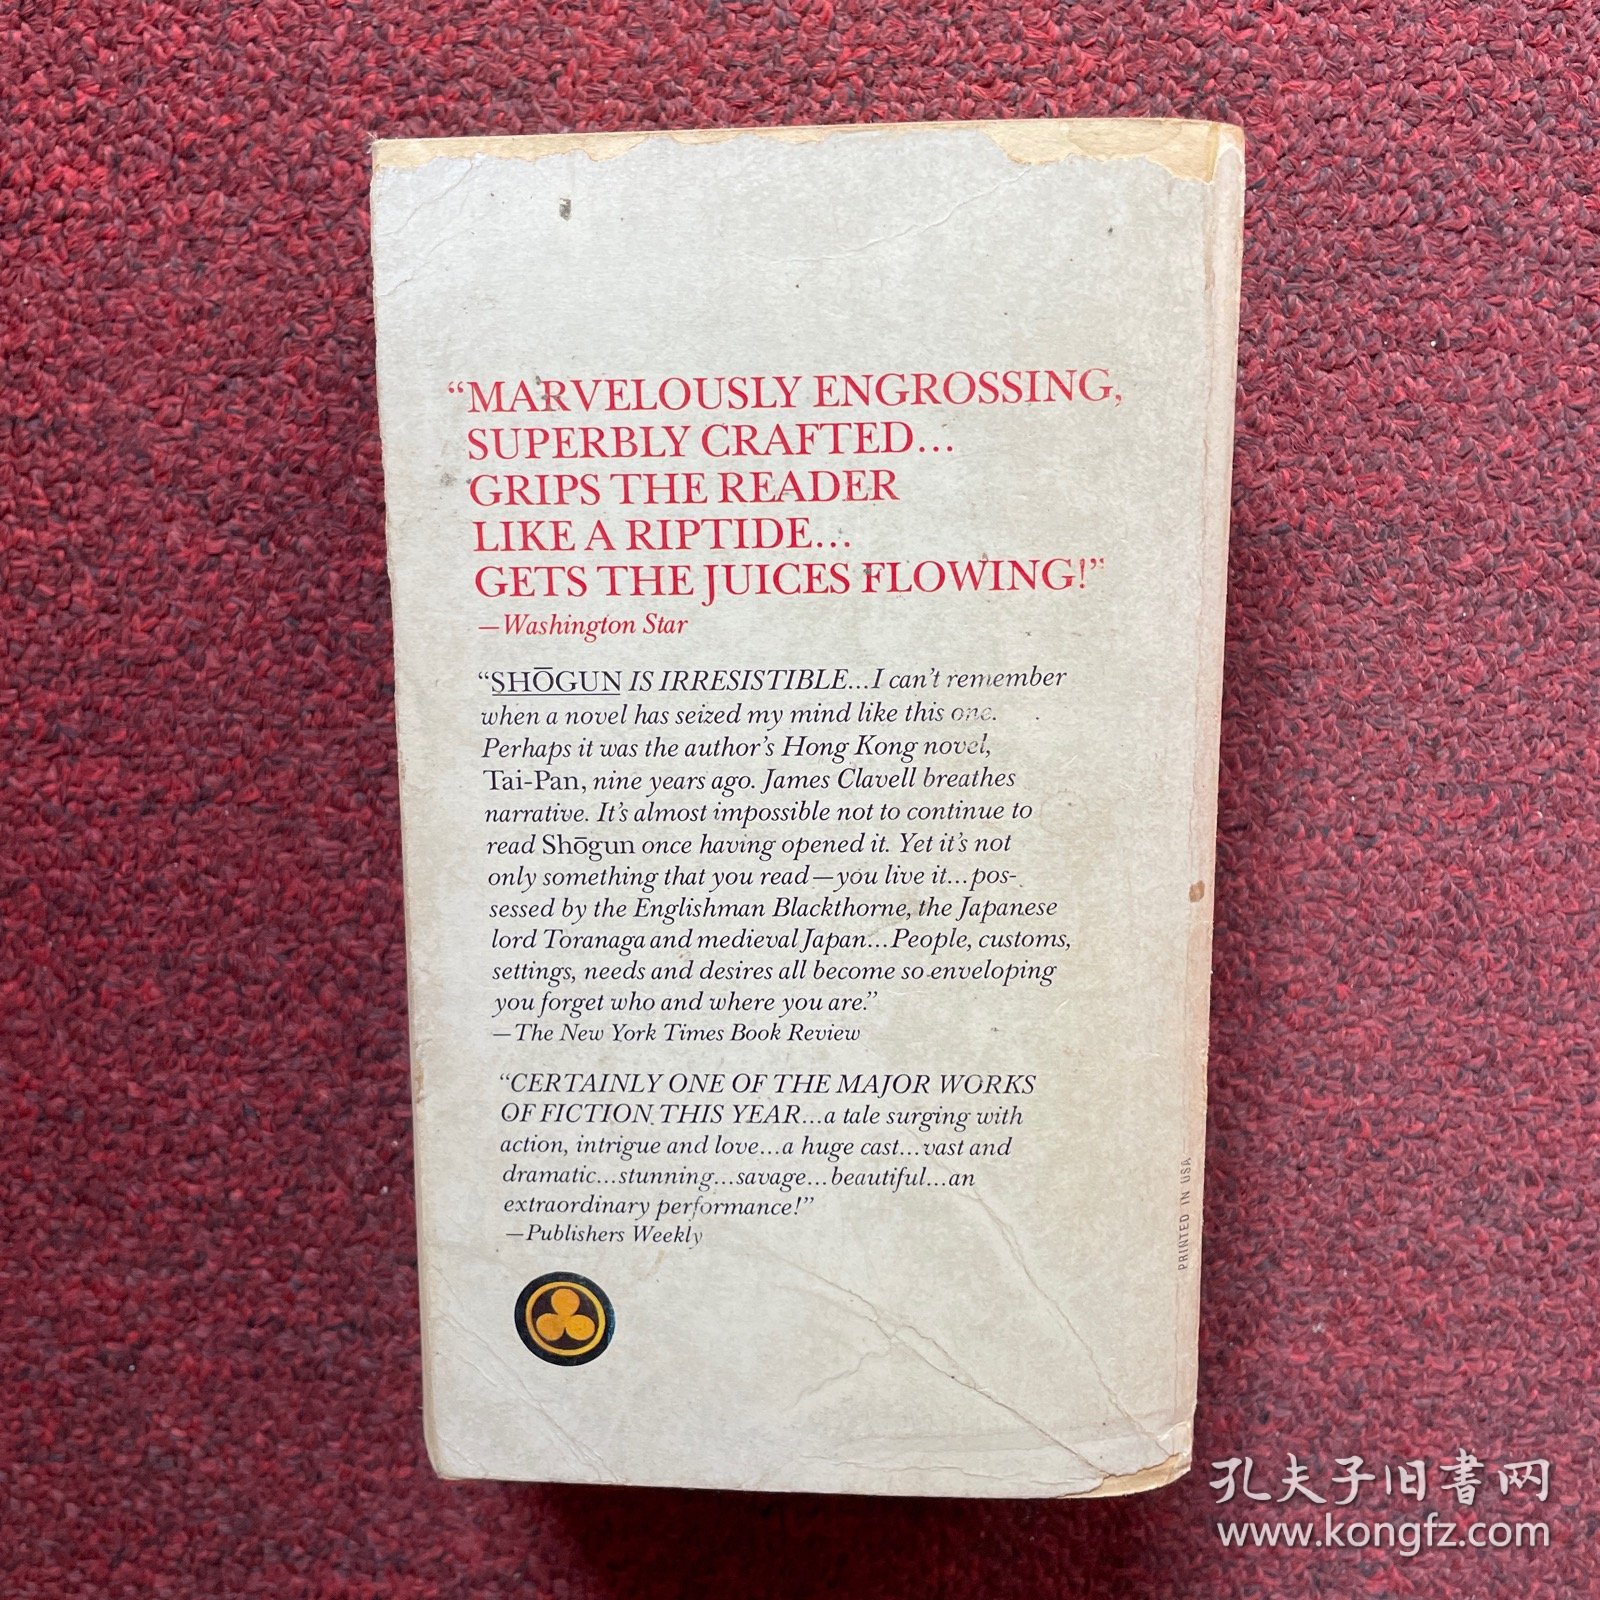 “MARVELOUSLY ENGROSSING,
SUPERBLY CRAFTED...
GRIPS THE READER
LIKE A RIPTIDE...
GETS THE JUICES FLOWING!”
—Washington Star
“SHŌGUN IS IRRESISTIBLE...I can't remember
when a novel has seized my mind like this one.
Perhaps it was the author's Hong Kong novel,
Tai-Pan, nine years ago. James Clavell breathes
narrative. It's almost impossible not to continue to
read Shōgun once having opened it. Yet it's not
only something that you read—you live it...pos-
sessed by the Englishman Blackthorne, the Japanese
lord Toranaga and medieval Japan...People, customs,
settings, needs and desires all become so enveloping
you forget who and where you are.”
—The New York Times Book Review
“CERTAINLY ONE OF THE MAJOR WORKS
OF FICTION THIS YEAR...a tale surging with
action, intrigue and love...a huge cast...vast and
dramatic...stunning...savage...beautiful...an
extraordinary performance!”
—Publishers Weekly
PRINTED IN USA
孔夫子旧書网
www.kongfz.com